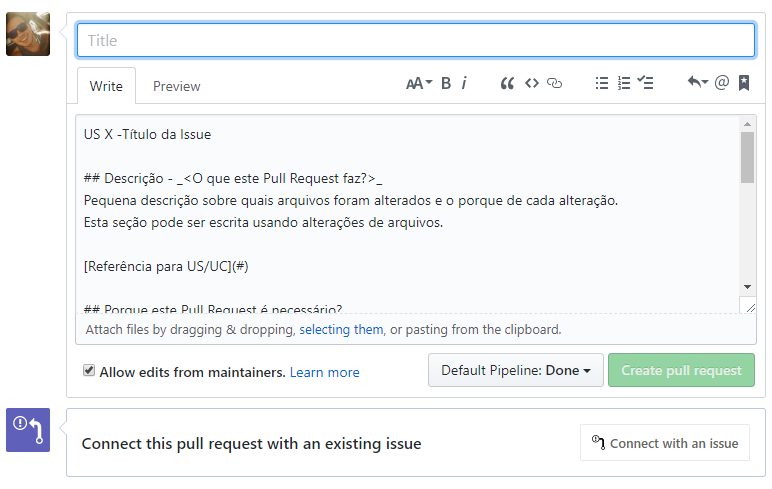 Title
Write
Preview
AA
B
i
@
US X -Título da Issue
## Descrição - _<O que este Pull Request faz?>_
Pequena descrição sobre quais arquivos foram alterados e o porque de cada alteração.
Esta seção pode ser escrita usando alterações de arquivos.
[Referência para US/UC](#)
## Porque este Pull Request é necessário?
Attach files by dragging & dropping, selecting them, or pasting from the clipboard.
Allow edits from maintainers. Learn more
Default Pipeline: Done
Create pull request
Connect this pull request with an existing issue
Connect with an issue